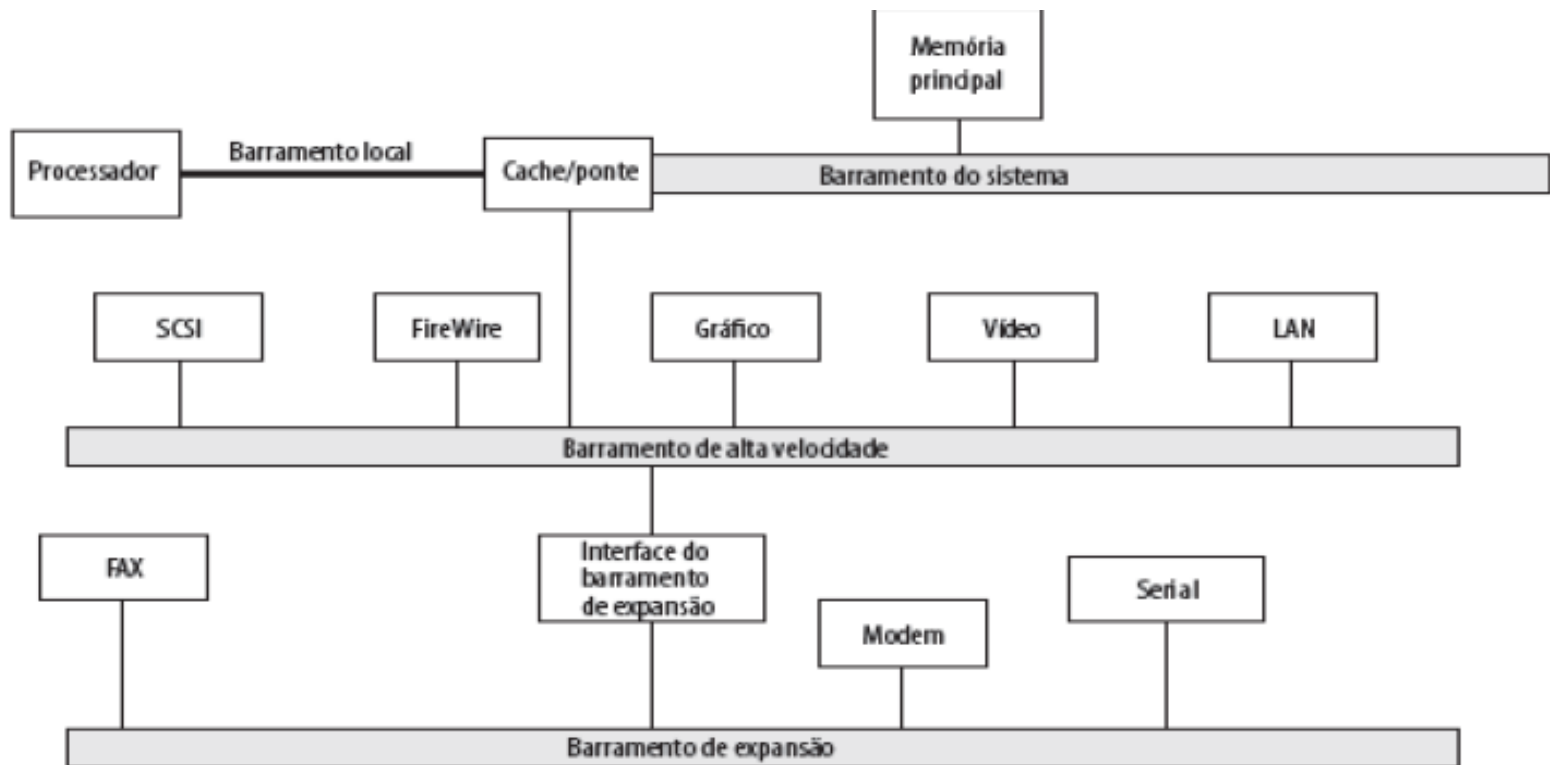 Memória
principal
Processador
Barramento local
Cache/ponte
Barramento do sistema
SCSI
FireWire
Gráfico
Vídeo
LAN
Barramento de alta velocidade
FAX
Interface do
barramento
de expansão
Modem
Serial
Barramento de expansão